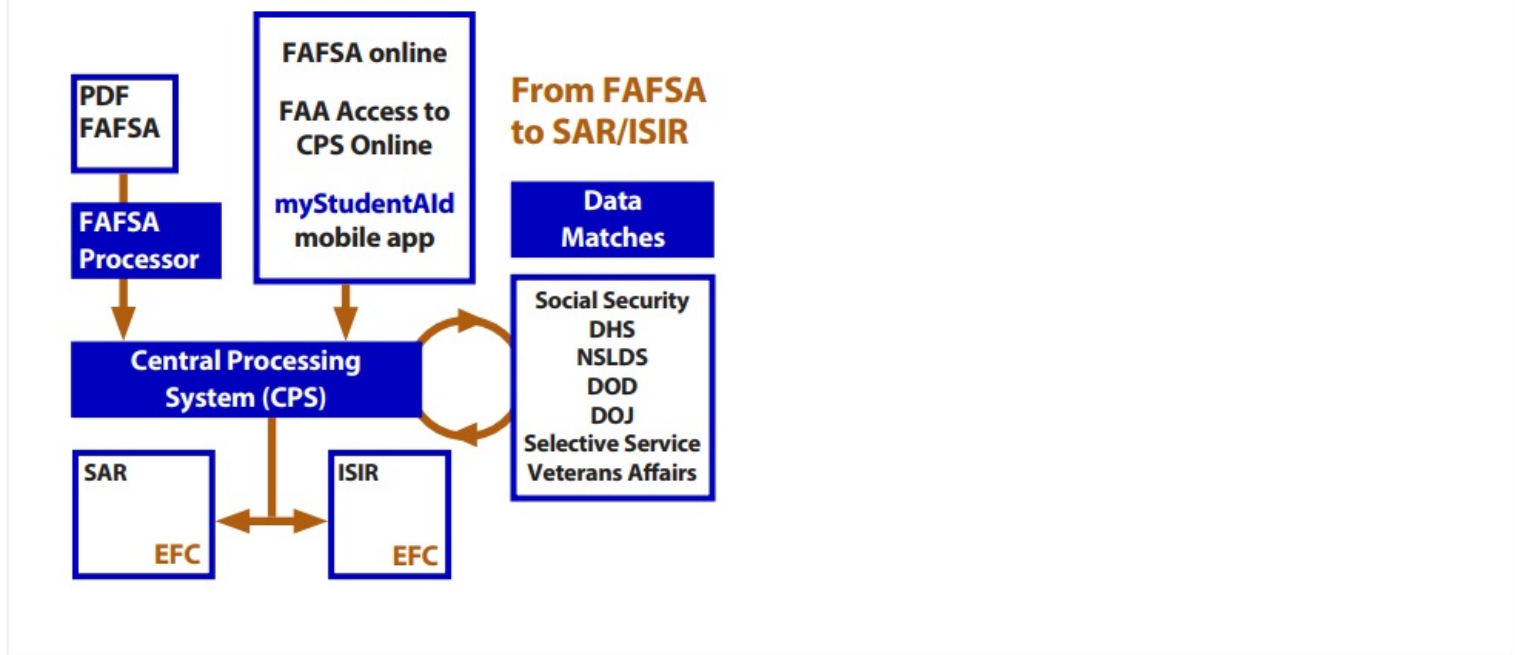 PDF
FAFSA
FAFSA
Processor
FAFSA online
FAA Access to
CPS Online
myStudentAId
mobile app
From FAFSA
to SAR/ISIR
Data
Matches
Social Security
DHS
NSLDS
DOD
DOJ
Selective Service
Veterans Affairs
Central Processing
System (CPS)
SAR
EFC
ISIR
EFC